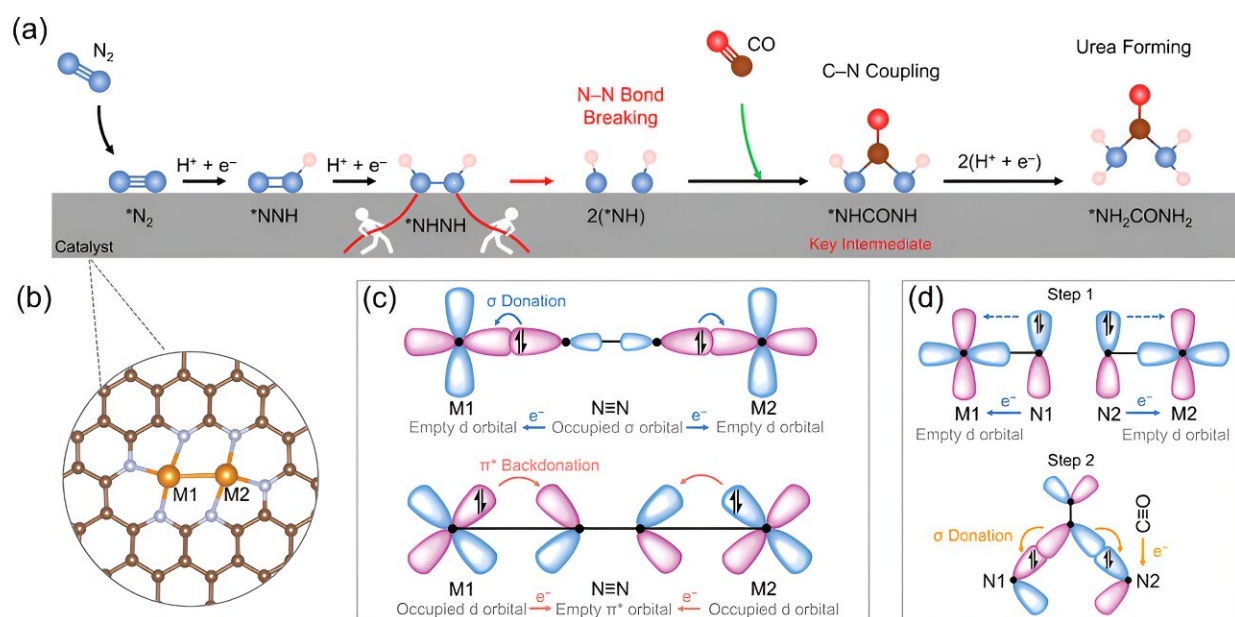 (a)
N₂
CO
C–N Coupling
Urea Forming
N–N Bond
Breaking
H⁺ + e⁻
H⁺ + e⁻
2(H⁺ + e⁻)
*N₂
*NNH
*NHNH
2(*NH)
*NHCONH
*NH₂CONH₂
Key Intermediate
Catalyst
(b)
M1
M2
(c)
σ Donation
M1
N≡N
M2
e⁻
e⁻
Empty d orbital
Occupied σ orbital
Empty d orbital
π* Backdonation
M1
N≡N
M2
e⁻
e⁻
Occupied d orbital
Empty π* orbital
Occupied d orbital
(d)
Step 1
M1
e⁻
N1
N2
e⁻
M2
Empty d orbital
Empty d orbital
Step 2
C≡O
σ Donation
e⁻
N1
N2